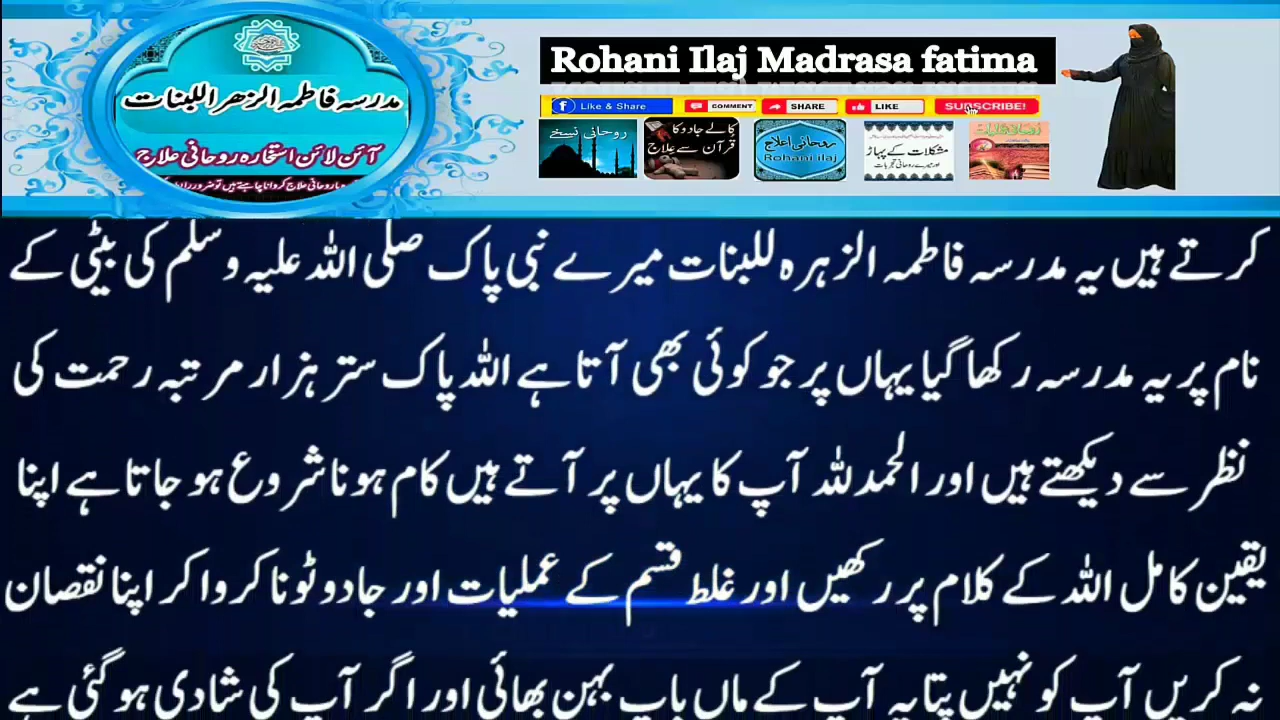 مدرسہ فاطمہ الزھرا للبنات
آئن لائن استخارہ روحانی علاج
Rohani Ilaj Madrasa fatima
Like & Share
COMMENT
SHARE
LIKE
SUBSCRIBE!
روحانی نسخ
کالے جادو کا
قرآن سے علاج
روحانی علاج
Rohani ilaj
مشکلات کے پہاڑ
کرتے ہیں یہ مدرسہ فاطمہ الزہرہ للبنات میرے نبی پاک صلی اللہ علیہ وسلم کی بیٹی کے
نام پر یہ مدرسہ رکھا گیا یہاں پر جو کوئی بھی آتا ہے اللہ پاک ستر ہزار مرتبہ رحمت کی
نظر سے دیکھتے ہیں اور الحمدللہ آپ کا یہاں پر آتے ہیں کام ہونا شروع ہو جاتا ہے اپنا
یقین کامل اللہ کے کلام پر رکھیں اور غلط قسم کے عملیات اور جادو ٹونا کروا کر اپنا نقصان
نہ کریں آپ کو نہیں پتا یہ آپ کے ماں باپ بہن بھائی اور اگر آپ کی شادی ہو گئی ہے